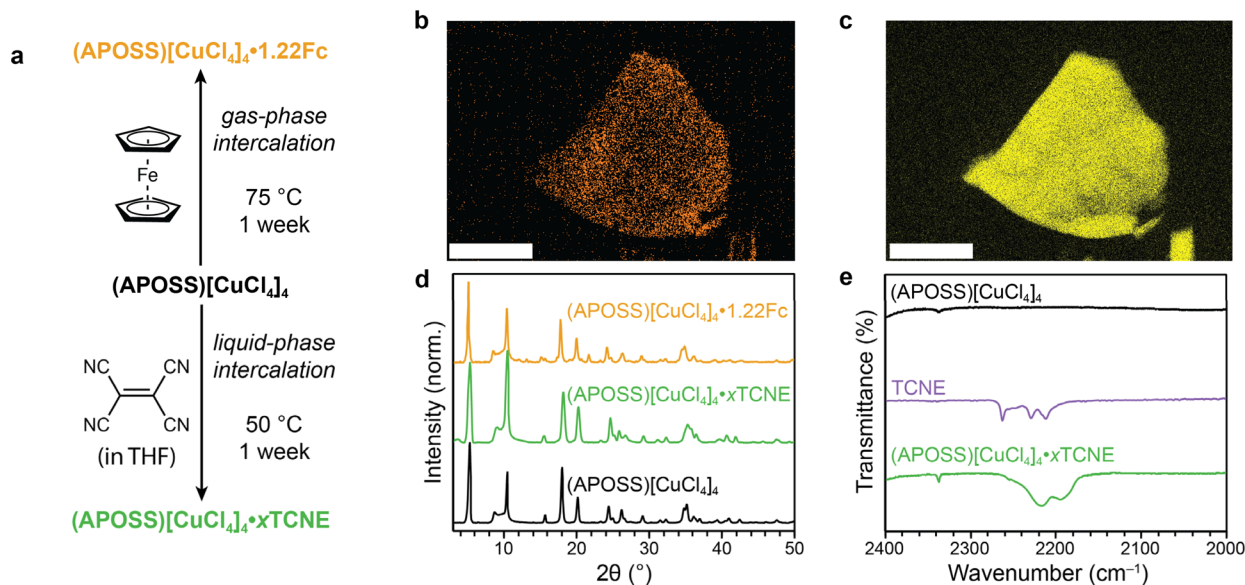 a
(APOSS)[CuCl₄]₄•1.22Fc
Fe
gas-phase
intercalation
75 °C
1 week
(APOSS)[CuCl₄]₄
NC
CN
NC
CN
(in THF)
liquid-phase
intercalation
50 °C
1 week
(APOSS)[CuCl₄]₄•xTCNE
b
c
d
(APOSS)[CuCl₄]₄•1.22Fc
(APOSS)[CuCl₄]₄•xTCNE
(APOSS)[CuCl₄]₄
Intensity (norm.)
10
20
30
40
50
2θ (°)
e
(APOSS)[CuCl₄]₄
TCNE
(APOSS)[CuCl₄]₄•xTCNE
Transmittance (%)
2400
2300
2200
2100
2000
Wavenumber (cm⁻¹)